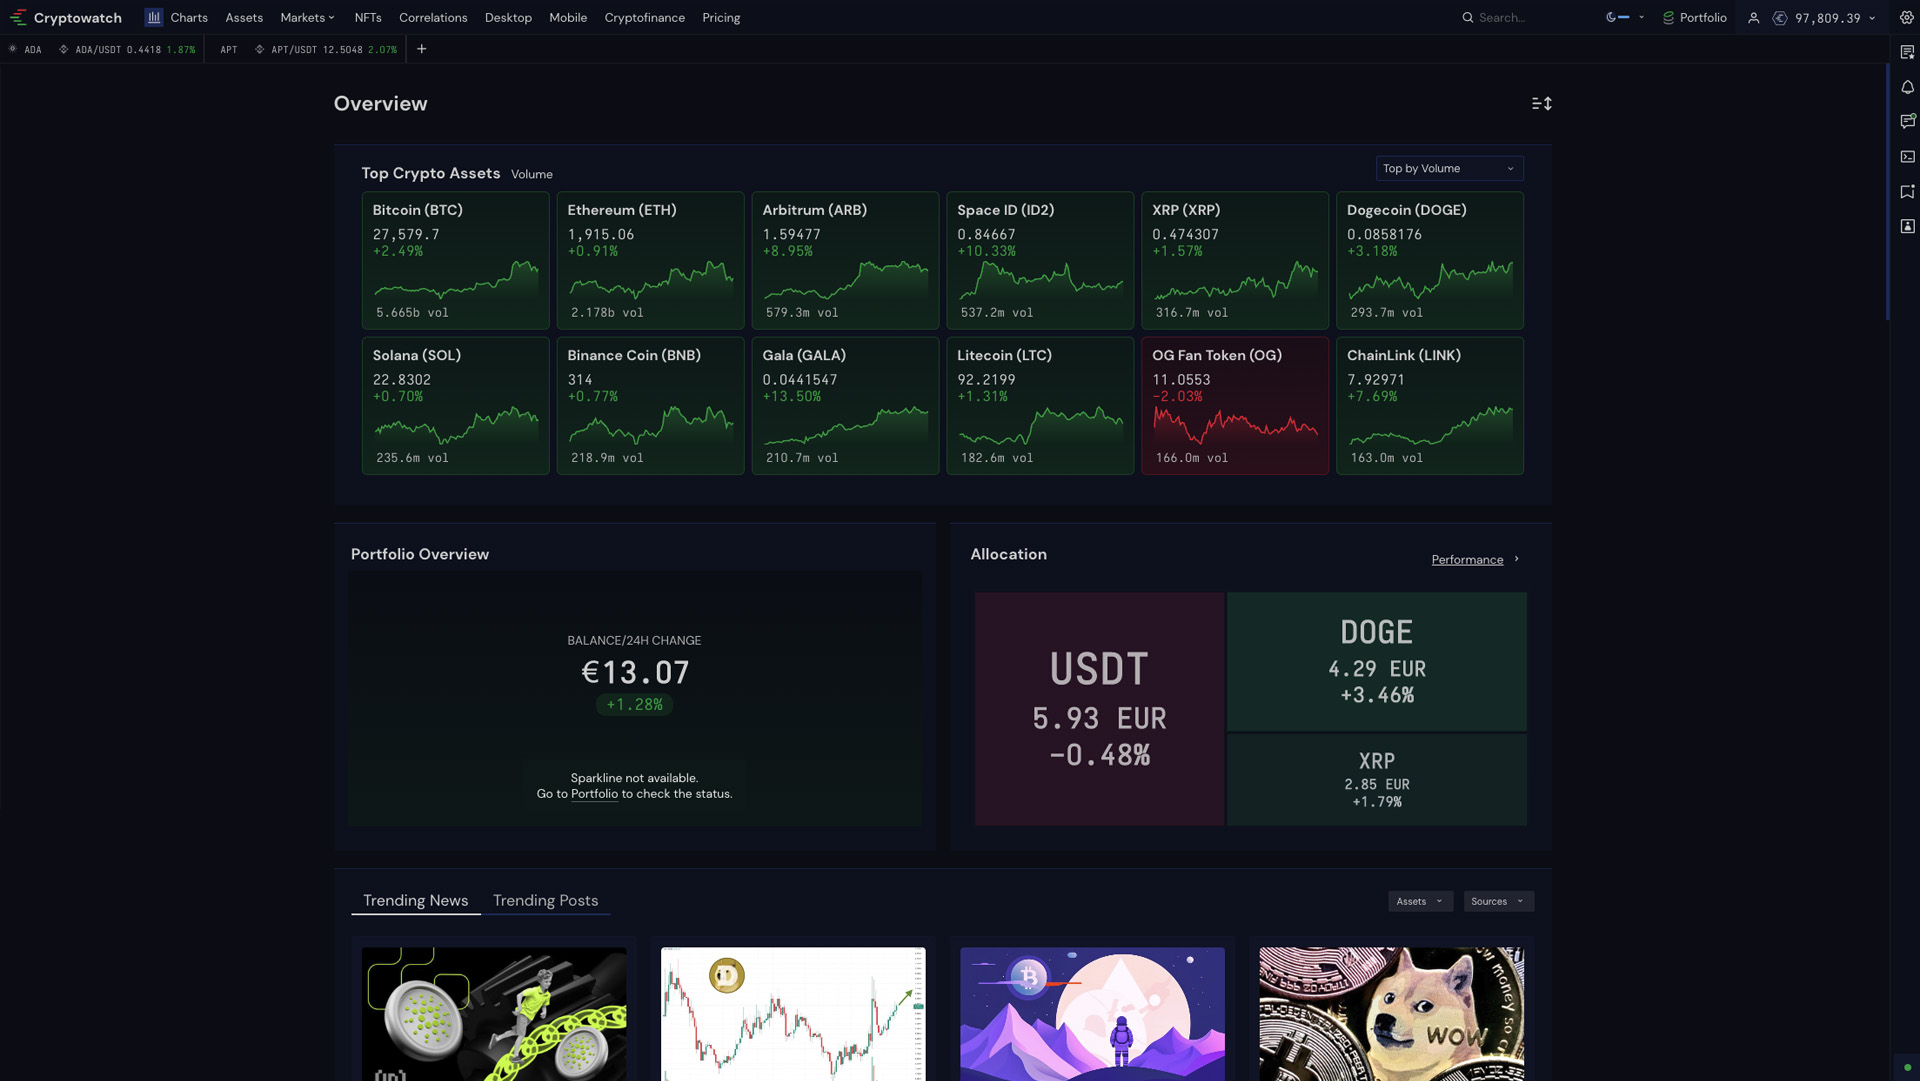 Cryptowatch Charts Assets Markets NFTs Correlations Desktop Mobile Cryptofinance Pricing Search... Portfolio 97,809.39
ADA ADA/USDT 0.4418 1.87% APT APT/USDT 12.5048 2.07% +
Overview
Top Crypto Assets Volume
Top by Volume
Bitcoin (BTC)
27,579.7
+2.49%
5.665b vol
Ethereum (ETH)
1,915.06
+0.91%
2.178b vol
Arbitrum (ARB)
1.59477
+8.95%
579.3m vol
Space ID (ID2)
0.84667
+10.33%
537.2m vol
XRP (XRP)
0.474307
+1.57%
316.7m vol
Dogecoin (DOGE)
0.0858176
+3.18%
293.7m vol
Solana (SOL)
22.8302
+0.70%
235.6m vol
Binance Coin (BNB)
314
+0.77%
218.9m vol
Gala (GALA)
0.0441547
+13.50%
210.7m vol
Litecoin (LTC)
92.2199
+1.31%
182.6m vol
OG Fan Token (OG)
11.0553
-2.03%
166.0m vol
ChainLink (LINK)
7.92971
+7.69%
163.0m vol
Portfolio Overview
BALANCE/24H CHANGE
€13.07
+1.28%
Sparkline not available.
Go to Portfolio to check the status.
Allocation
Performance
USDT
5.93 EUR
-0.48%
DOGE
4.29 EUR
+3.46%
XRP
2.85 EUR
+1.79%
Trending News Trending Posts
Assets Sources
WOW